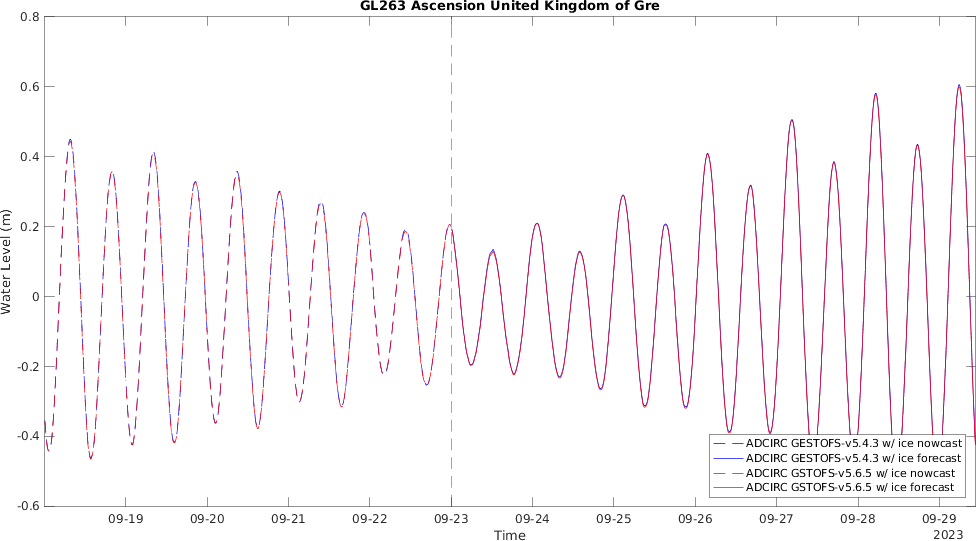 GL263 Ascension United Kingdom of Gre
0.8
0.6
0.4
0.2
0
-0.2
-0.4
-0.6
Water Level (m)
ADCIRC GESTOFS-v5.4.3 w/ ice nowcast
ADCIRC GESTOFS-v5.4.3 w/ ice forecast
ADCIRC GSTOFS-v5.6.5 w/ ice nowcast
ADCIRC GSTOFS-v5.6.5 w/ ice forecast
09-19 09-20 09-21 09-22 09-23 09-24 09-25 09-26 09-27 09-28 09-29
Time
2023